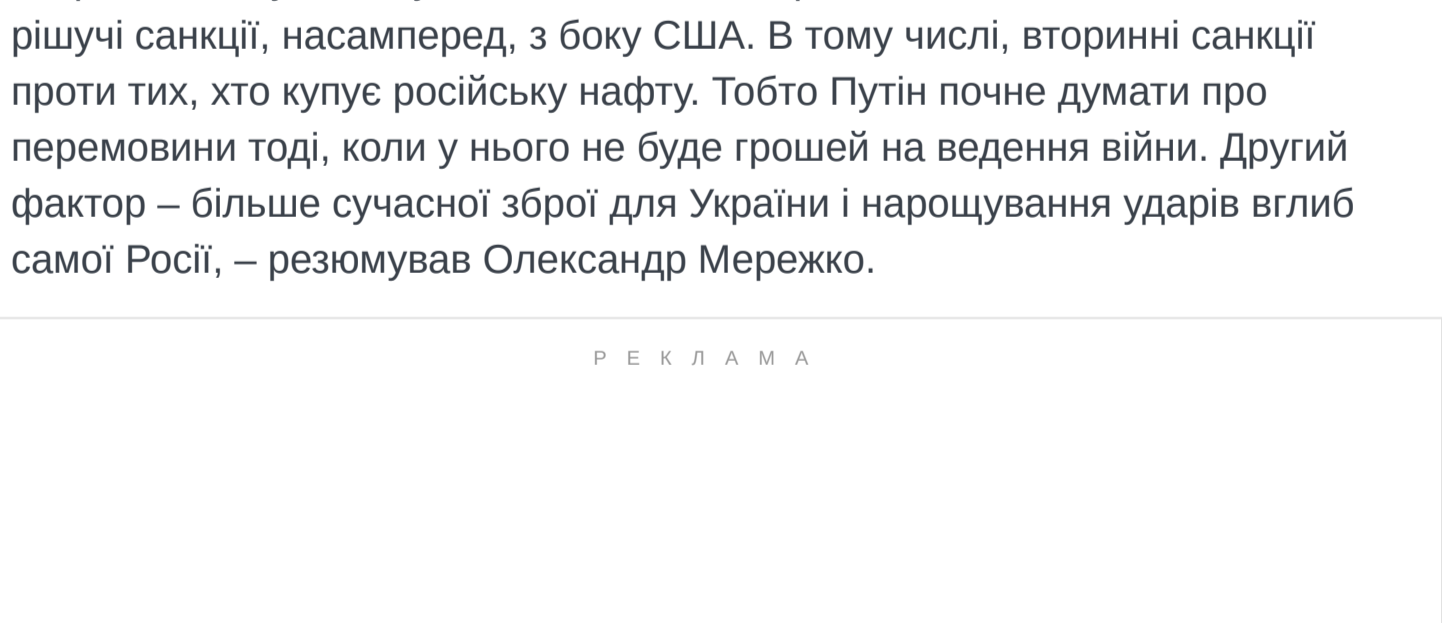 рішучі санкції, насамперед, з боку США. В тому числі, вторинні санкції
проти тих, хто купує російську нафту. Тобто Путін почне думати про
перемовини тоді, коли у нього не буде грошей на ведення війни. Другий
фактор – більше сучасної зброї для України і нарощування ударів вглиб
самої Росії, – резюмував Олександр Мережко.
РЕКЛАМА